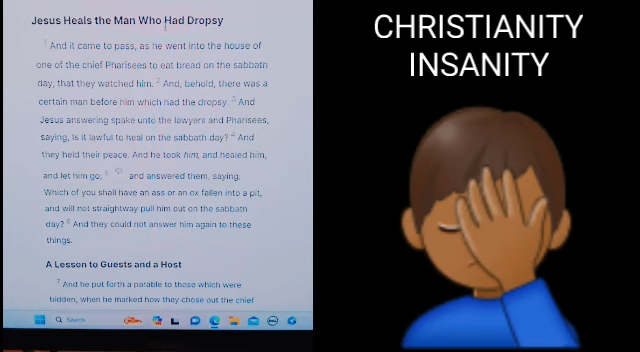 Jesus Heals the Man Who Had Dropsy
1 And it came to pass, as he went into the house of
one of the chief Pharisees to eat bread on the sabbath
day, that they watched him. 2 And, behold, there was a
certain man before him which had the dropsy. 3 And
Jesus answering spake unto the lawyers and Pharisees,
saying, Is it lawful to heal on the sabbath day? 4 And
they held their peace. And he took him, and healed him,
and let him go; 5 and answered them, saying,
Which of you shall have an ass or an ox fallen into a pit,
and will not straightway pull him out on the sabbath
day? 6 And they could not answer him again to these
things.
A Lesson to Guests and a Host
7 And he put forth a parable to those which were
bidden, when he marked how they chose out the chief
Search
CHRISTIANITY
INSANITY